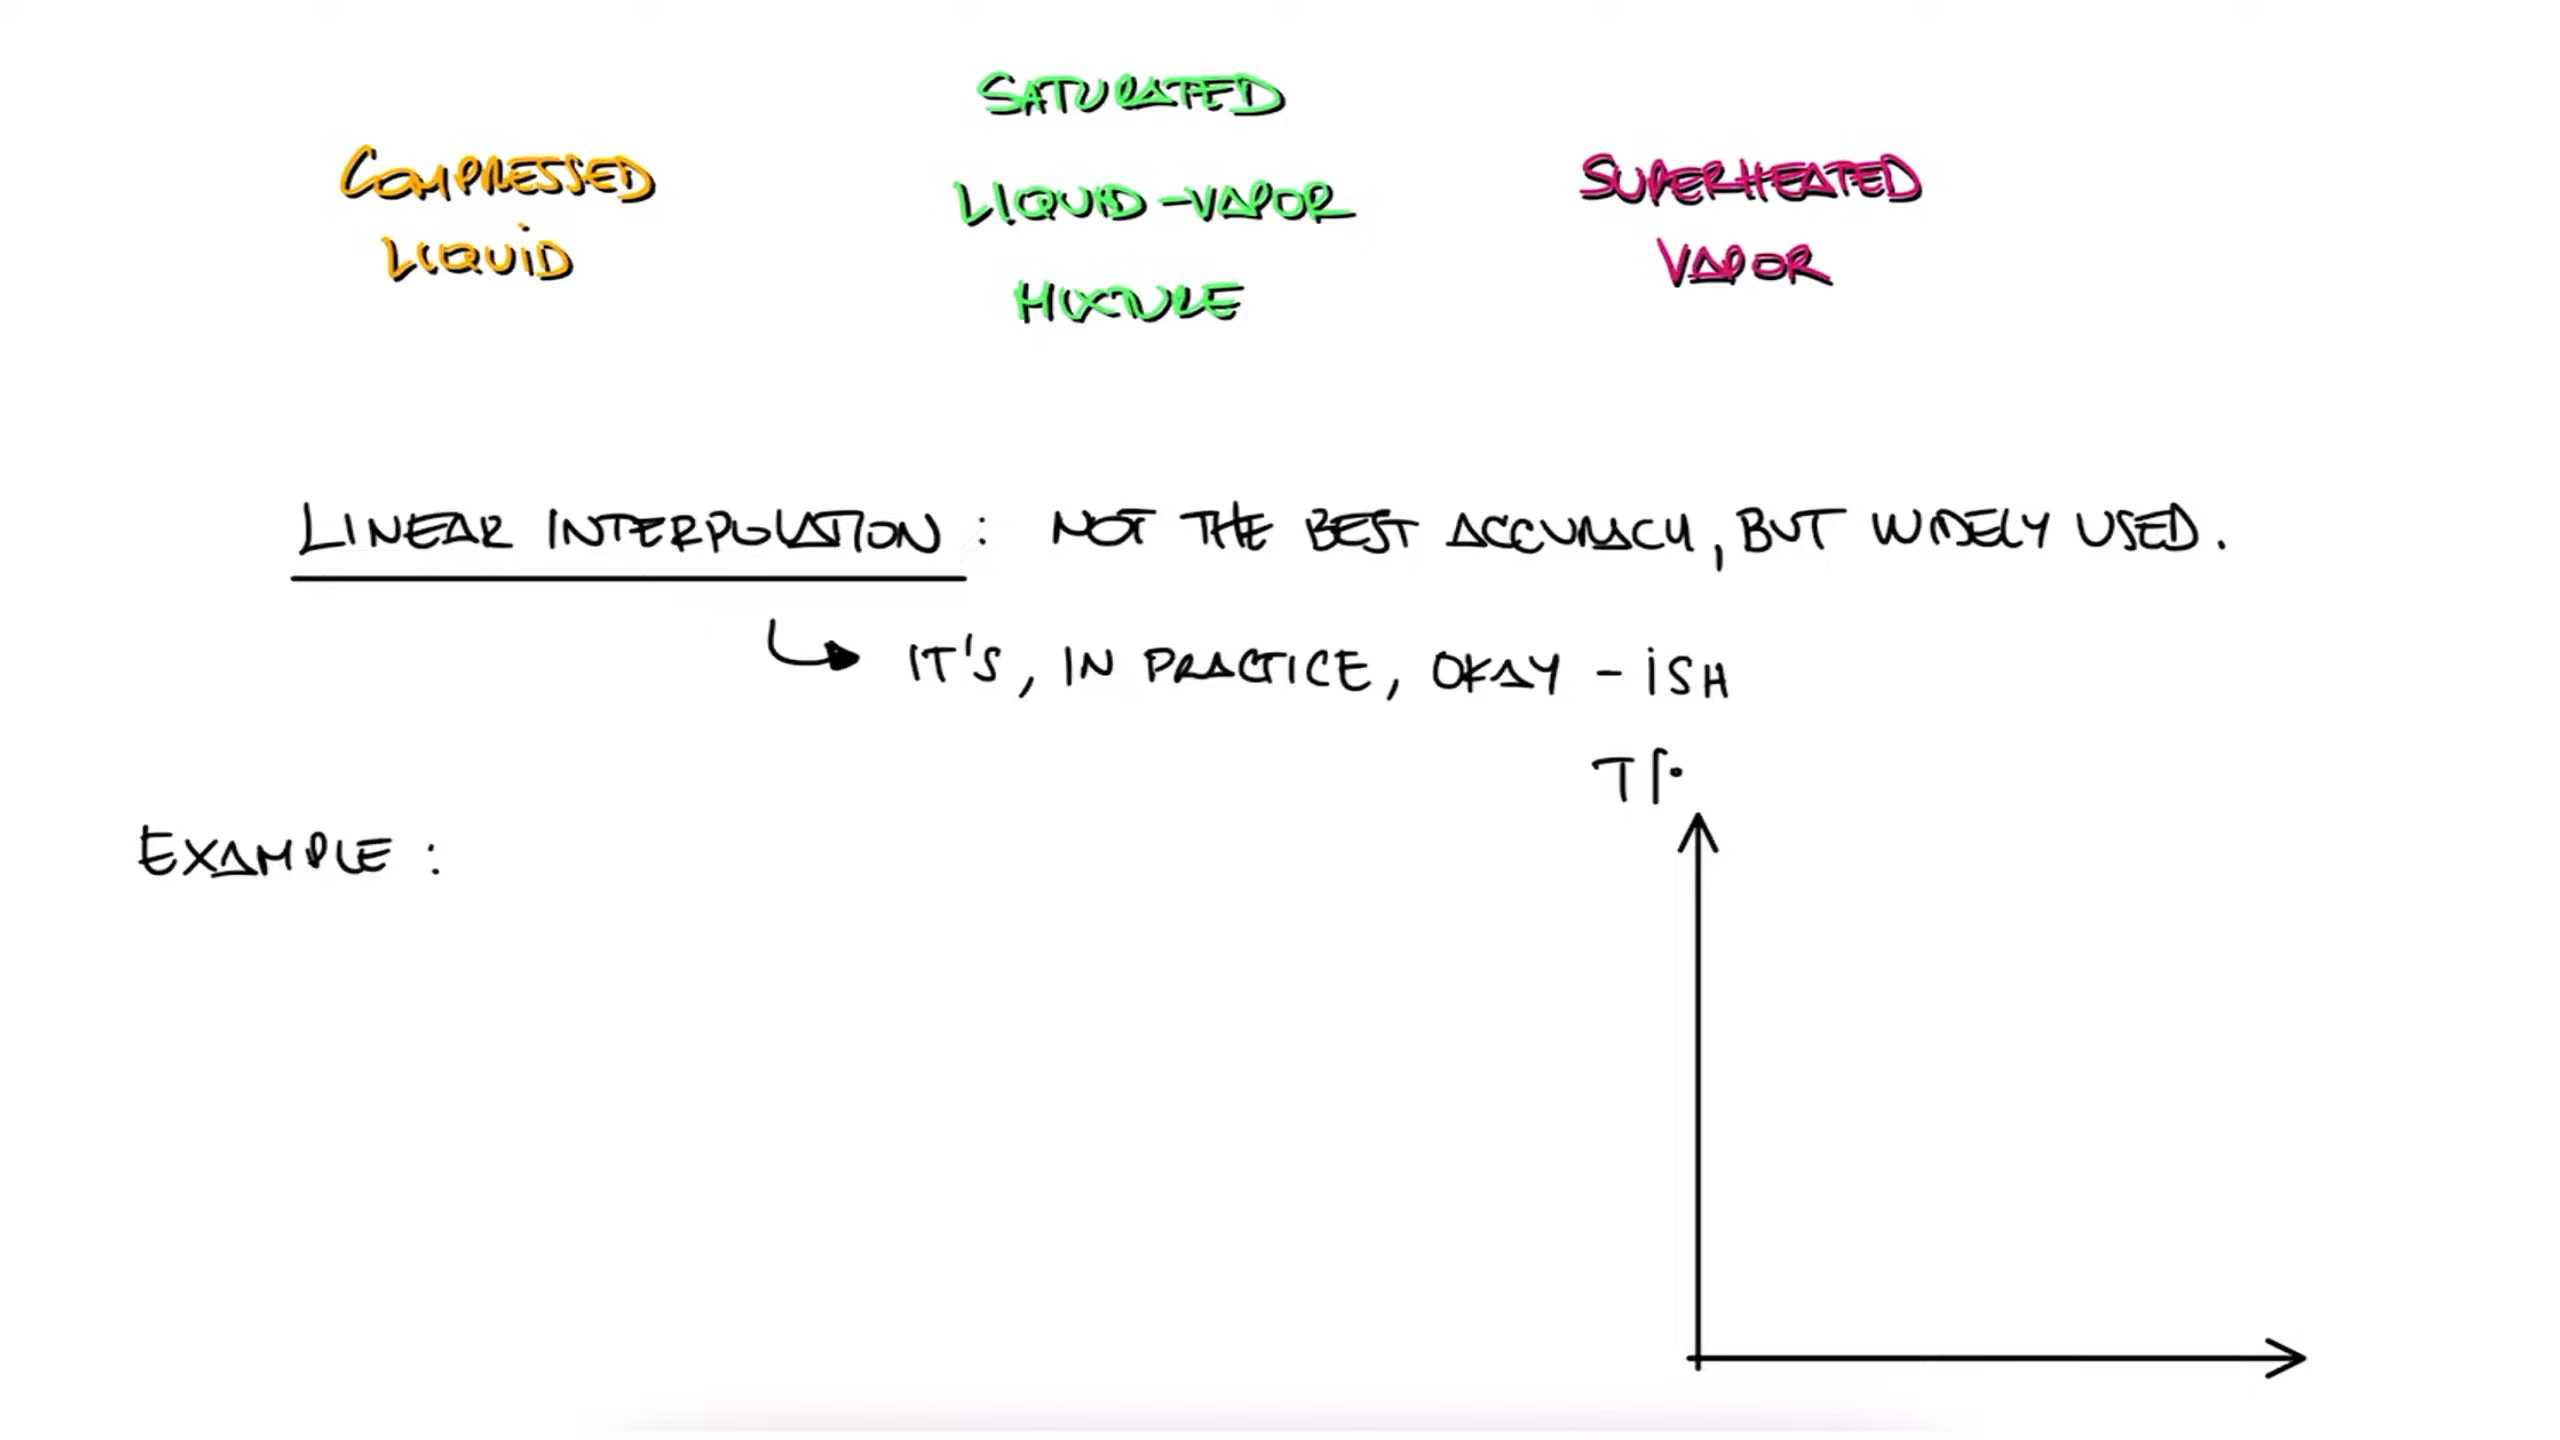 COMPRESSED
LIQUID
SATURATED
LIQUID-VAPOR
MIXTURE
SUPERHEATED
VAPOR
LINEAR INTERPOLATION : NOT THE BEST ACCURACY, BUT WIDELY USED.
IT'S, IN PRACTICE, OKAY-ISH
T[·
EXAMPLE :